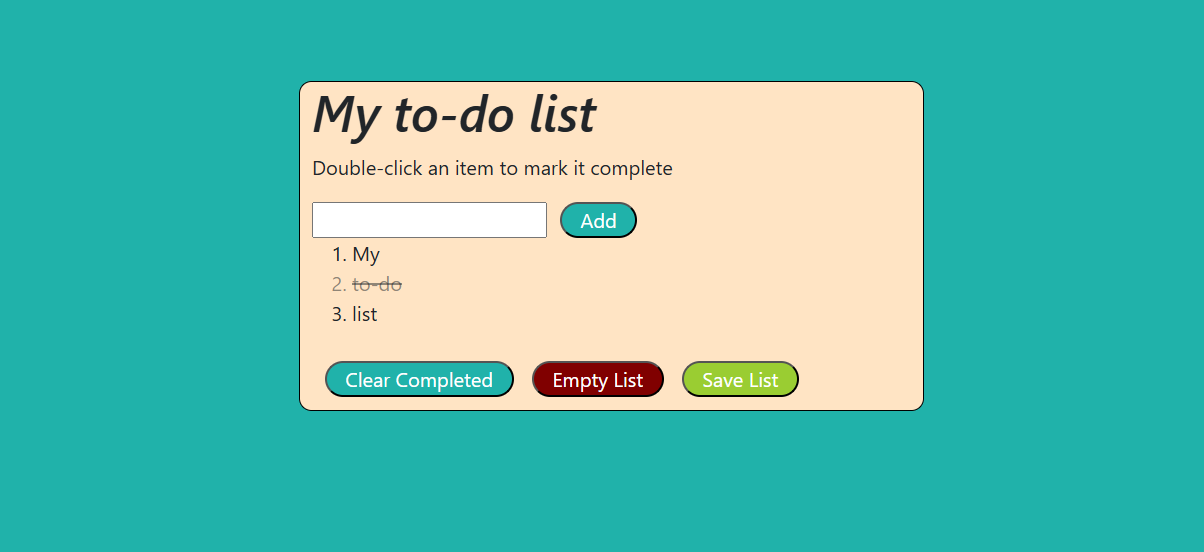 My to-do list
Double-click an item to mark it complete
Add
1. My
2. to-do
3. list
Clear Completed Empty List Save List